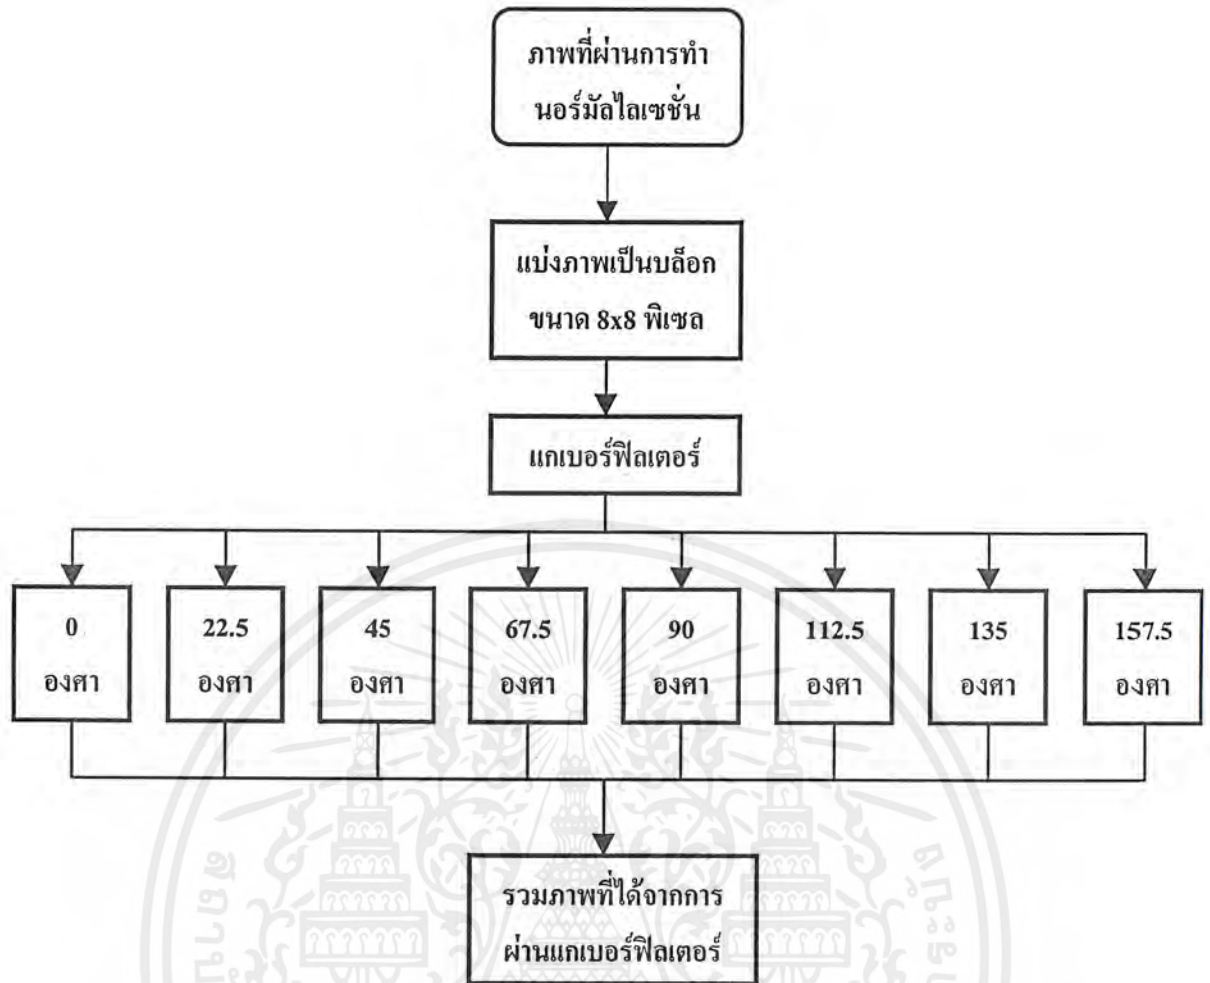 ภาพที่ผ่านการทำ
นอร์มัลไลเซชั่น
แบ่งภาพเป็นบล็อก
ขนาด 8x8 พิเซล
แกเบอร์ฟิลเตอร์
0 22.5 45 67.5 90 112.5 135 157.5
องศา องศา องศา องศา องศา องศา องศา องศา
รวมภาพที่ได้จากการ
ผ่านแกเบอร์ฟิลเตอร์